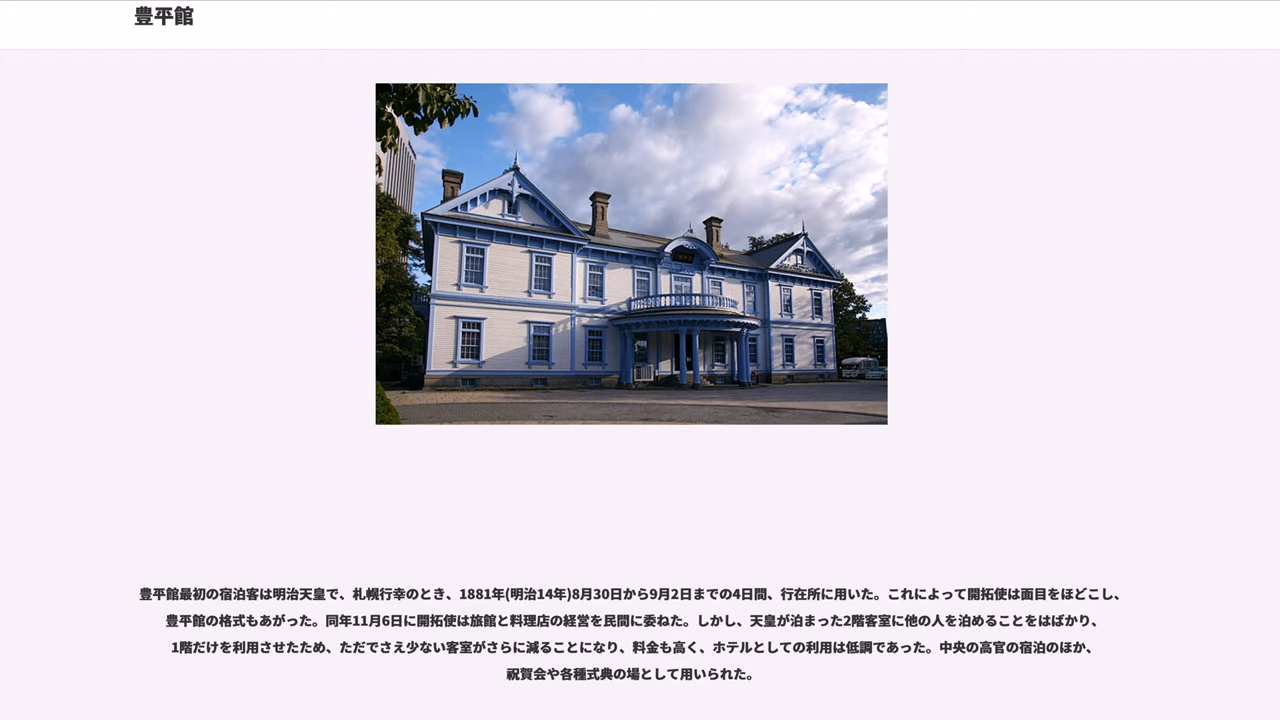 豊平館
豊平館最初の宿泊客は明治天皇で、札幌行幸のとき、1881年(明治14年)8月30日から9月2日までの4日間、行在所に用いた。これによって開拓使は面目をほどこし、
豊平館の格式もあがった。同年11月6日に開拓使は旅館と料理店の経営を民間に委ねた。しかし、天皇が泊まった2階客室に他の人を泊めることをはばかり、
1階だけを利用させたため、ただでさえ少ない客室がさらに減ることになり、料金も高く、ホテルとしての利用は低調であった。中央の高官の宿泊のほか、
祝賀会や各種式典の場として用いられた。